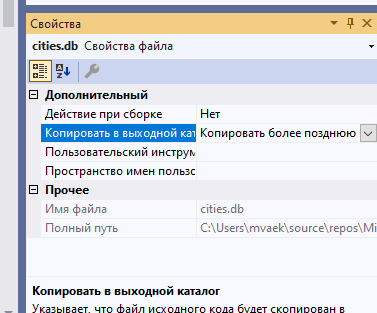 Свойства
cities.db Свойства файла
Дополнительный
Действие при сборке Нет
Копировать в выходной кат Копировать более позднюю
Пользовательский инструм
Пространство имен польз
Прочее
Имя файла cities.db
Полный путь C:\Users\mvaek\source\repos\Mi
Копировать в выходной каталог
Указывает, что файл исходного кода будет скопирован в